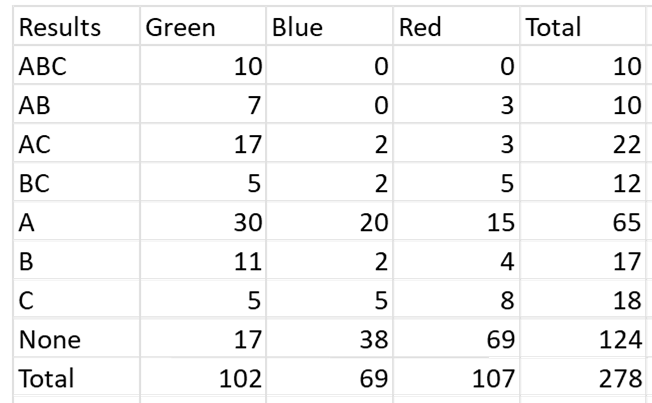 Results Green Blue Red Total
ABC 10 0 0 10
AB 7 0 3 10
AC 17 2 3 22
BC 5 2 5 12
A 30 20 15 65
B 11 2 4 17
C 5 5 8 18
None 17 38 69 124
Total 102 69 107 278